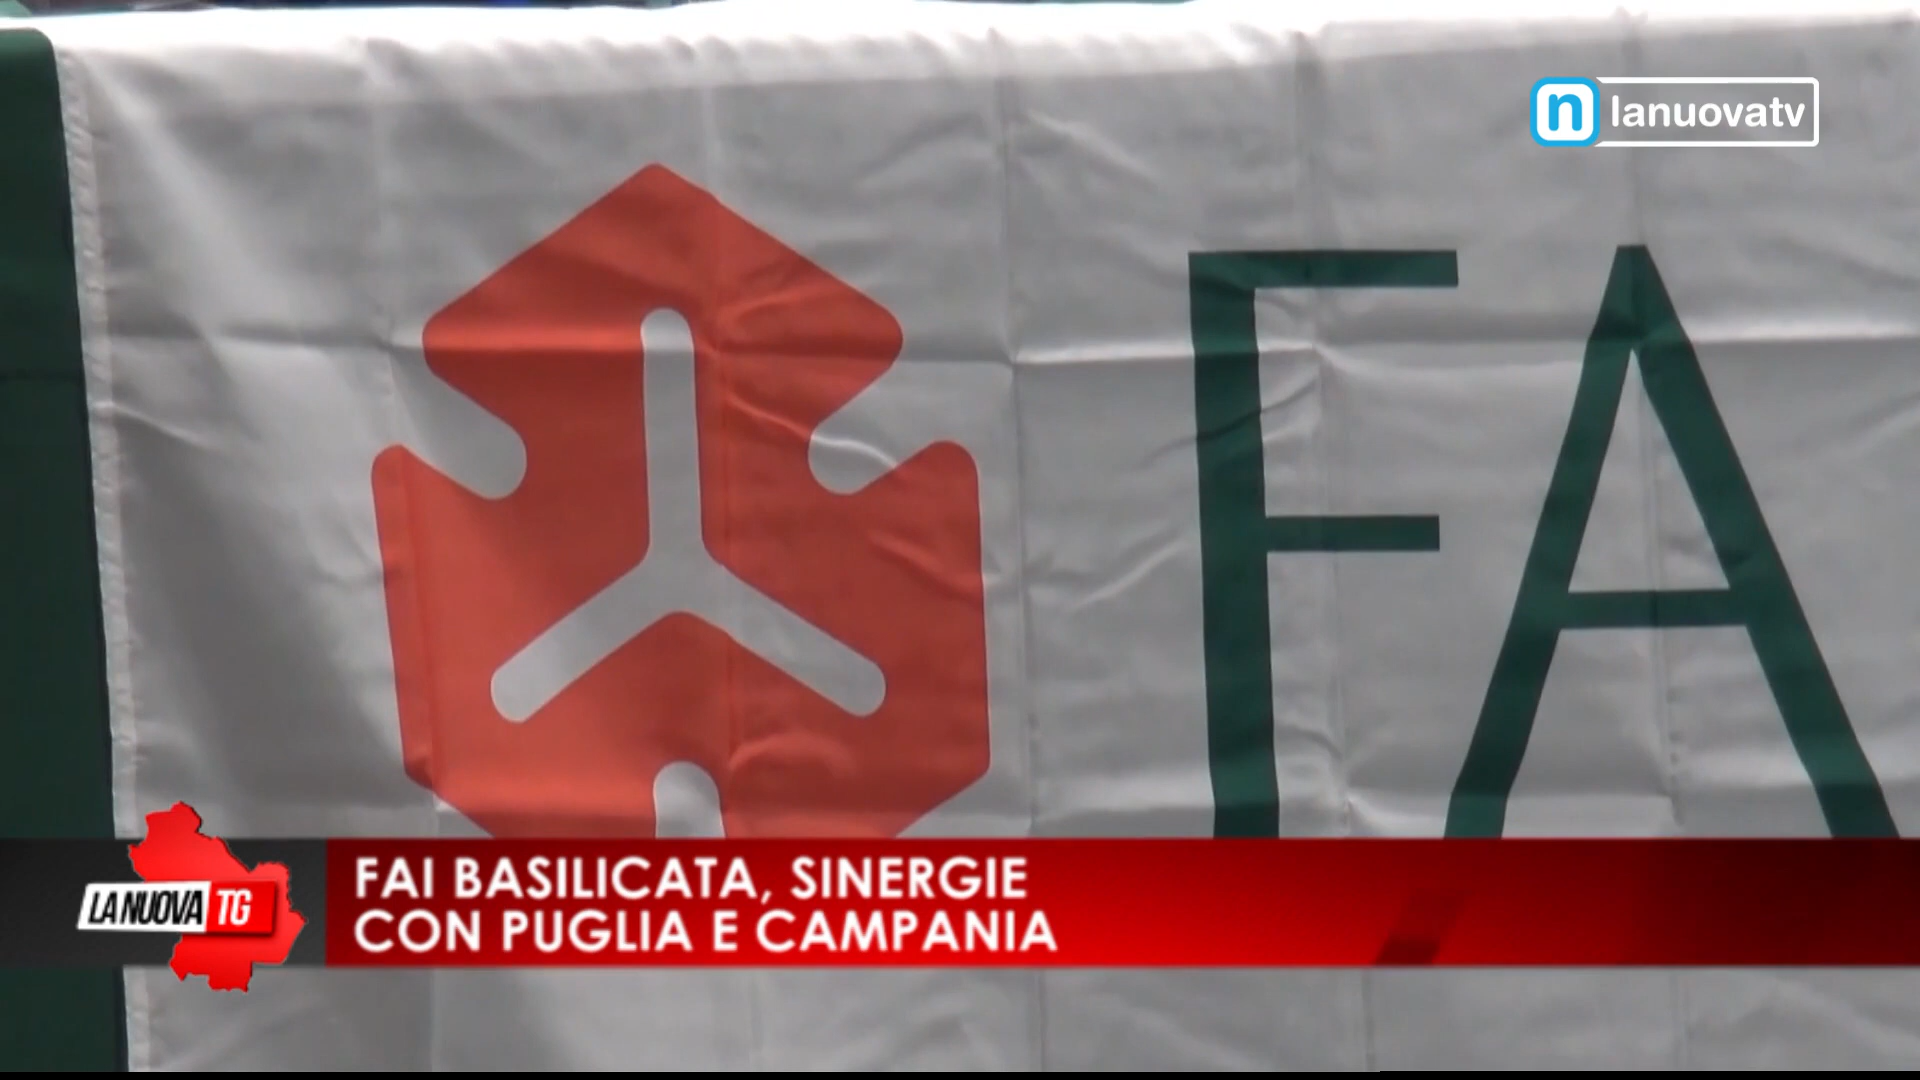 lanuovatv
FA
FAI BASILICATA, SINERGIE
CON PUGLIA E CAMPANIA
LA NUOVA TG